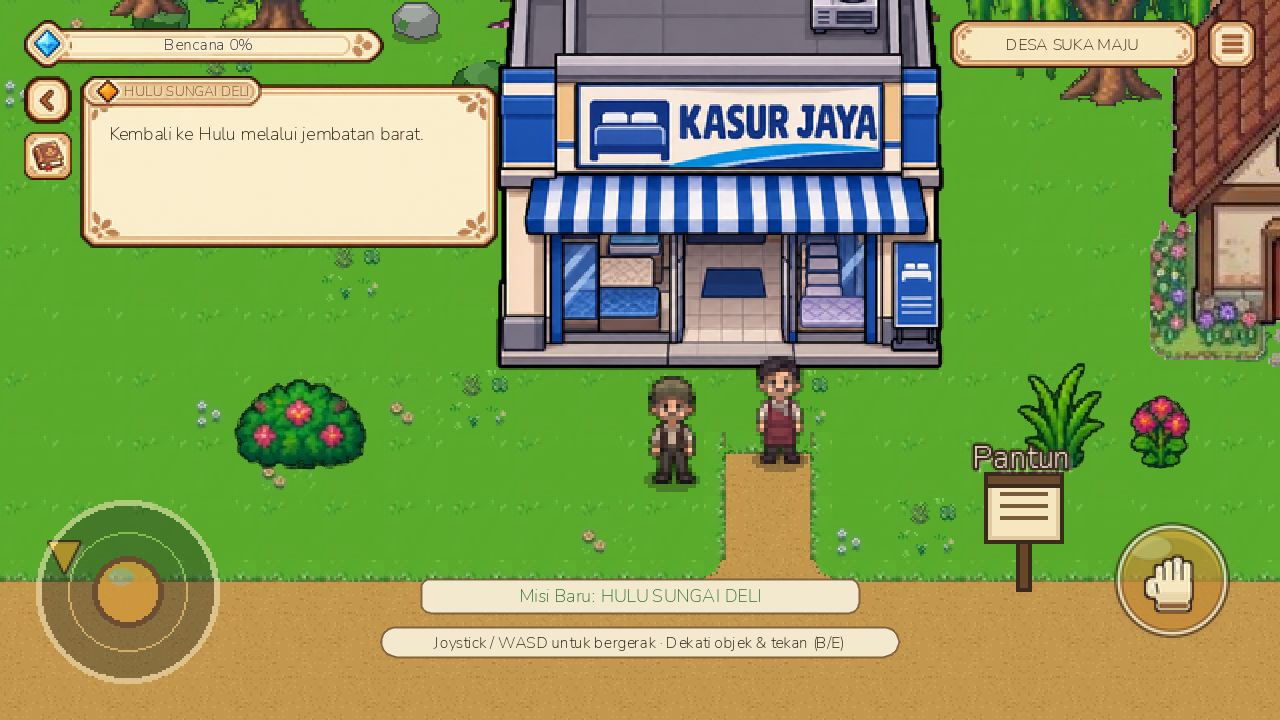 Bencana 0%
DESA SUKA MAJU
HULU SUNGAI DELI
Kembali ke Hulu melalui jembatan barat.
KASUR JAYA
Pantun
Misi Baru: HULU SUNGAI DELI
Joystick / WASD untuk bergerak · Dekati objek & tekan (B/E)